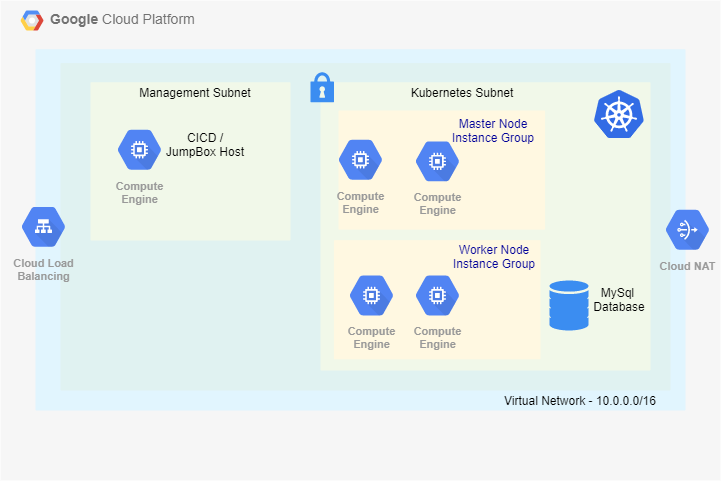 Google Cloud Platform
Management Subnet
CICD /
JumpBox Host
Compute
Engine
Kubernetes Subnet
Master Node
Instance Group
Compute
Engine
Compute
Engine
Worker Node
Instance Group
Compute
Engine
Compute
Engine
MySql
Database
Cloud Load
Balancing
Cloud NAT
Virtual Network - 10.0.0.0/16